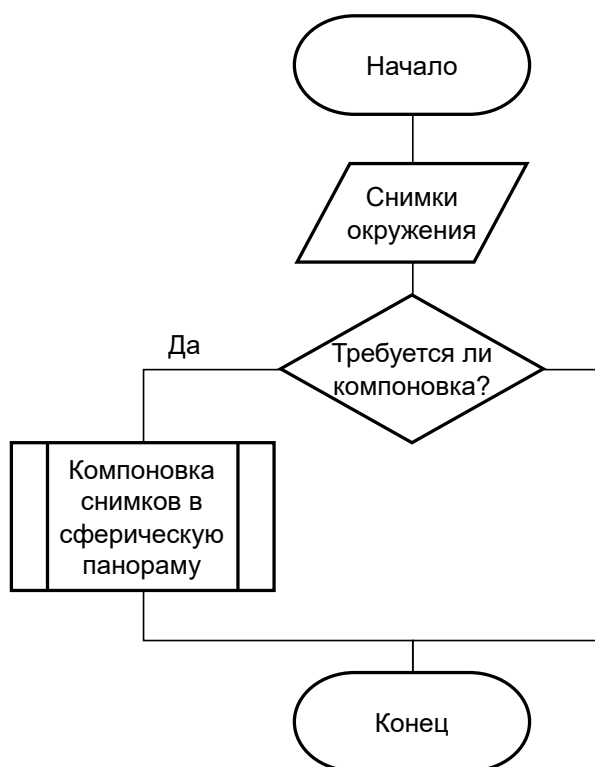 Начало
Снимки
окружения
Требуется ли
компоновка?
Да
Компоновка
снимков в
сферическую
панораму
Конец